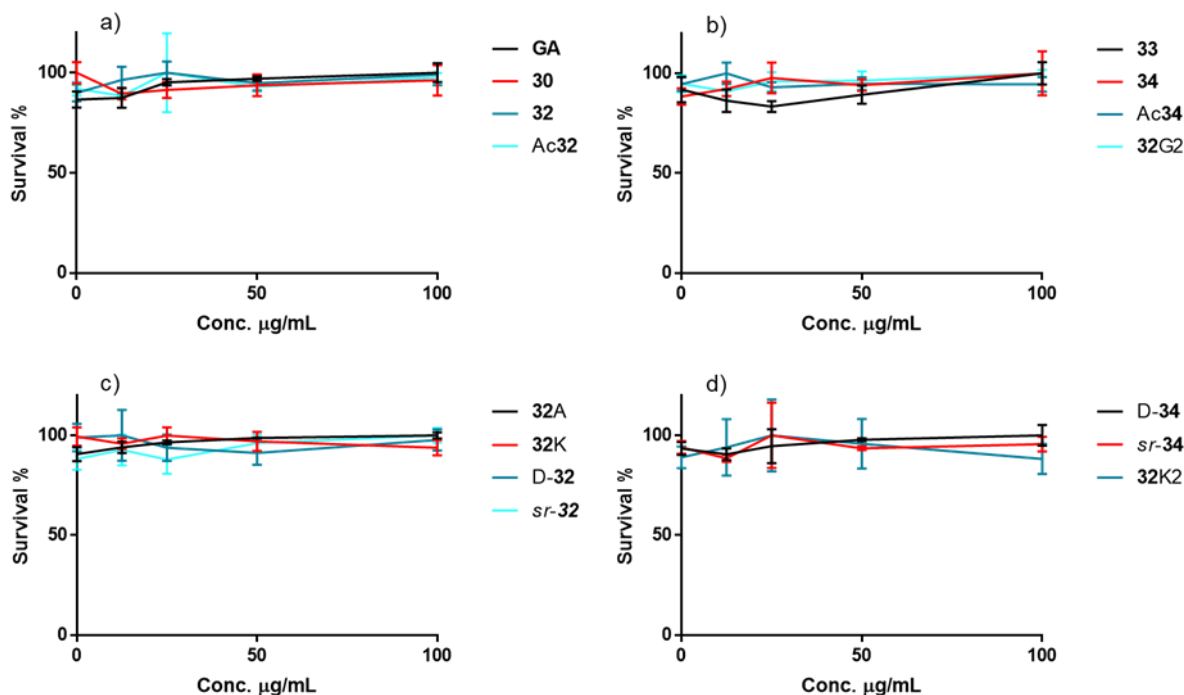 a)
Survival %
100
50
0
0
50
100
Conc. μg/mL
GA
30
32
Ac32
b)
Survival %
100
50
0
0
50
100
Conc. μg/mL
33
34
Ac34
32G2
c)
Survival %
100
50
0
0
50
100
Conc. μg/mL
32A
32K
D-32
sr-32
d)
Survival %
100
50
0
0
50
100
Conc. μg/mL
D-34
sr-34
32K2